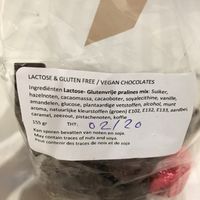 LACTOSE & GLUTEN FREE / VEGAN CHOCOLATES
Ingrediënten Lactose- Glutenvrije pralines mix: Suiker,
hazelnoten, cacaomassa, cacaoboter, soyalecithine, vanille,
amandelen, glucose, plantaardige vetstoffen, alcohol, munt
aroma, natuurlijke kleurstoffen (groen) E102, E132, E133, aardbei,
caramel, zeezout, pistachenoten, koffie
155 gr THT: 02/20
Kan sporen bevatten van noten en soja
May contain traces of nuts and soya
Peut contenir des traces de noix et de soja